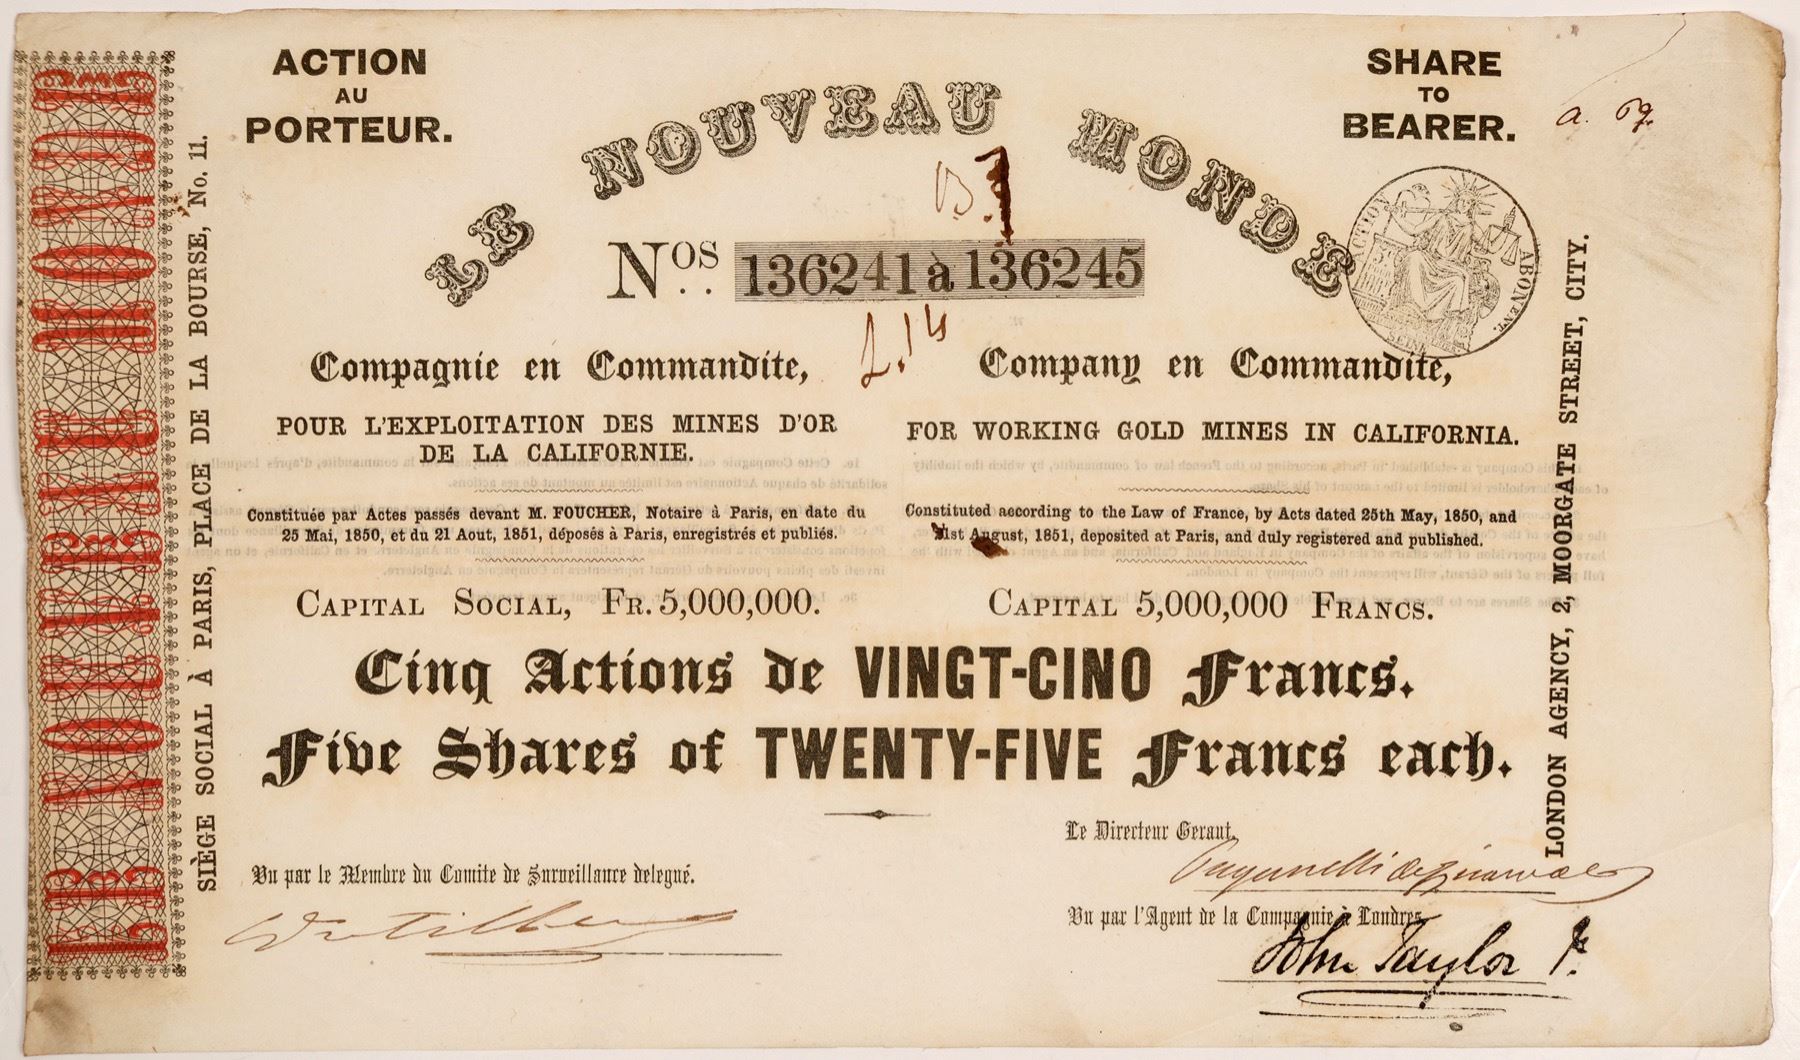 ACTION
AU
PORTEUR.
SHARE
TO
BEARER.
a.
LE NOUVEAU MONDE
B.
Nos. 136241 à 136245
ACTION
ABONENT.
SEINE
LE NOUVEAU MONDE
SIÈGE SOCIAL À PARIS, PLACE DE LA BOURSE, No. 11.
LONDON AGENCY, 2, MOORGATE STREET, CITY.
Compagnie en Commandite,
POUR L'EXPLOITATION DES MINES D'OR
DE LA CALIFORNIE.
Constituée par Actes passés devant M. FOUCHER, Notaire à Paris, en date du
25 Mai, 1850, et du 21 Aout, 1851, déposés à Paris, enregistrés et publiés.
CAPITAL SOCIAL, FR. 5,000,000.
Company en Commandite,
FOR WORKING GOLD MINES IN CALIFORNIA.
Constituted according to the Law of France, by Acts dated 25th May, 1850, and
21st August, 1851, deposited at Paris, and duly registered and published.
CAPITAL 5,000,000 FRANCS.
Cinq Actions de VINGT-CINQ Francs.
Five Shares of TWENTY-FIVE Francs each.
Le Directeur Gerant,
Vu par le Membre du Comite de Surveillance delegué.
Vu par l'Agent de la Compagnie à Londres
John Taylor